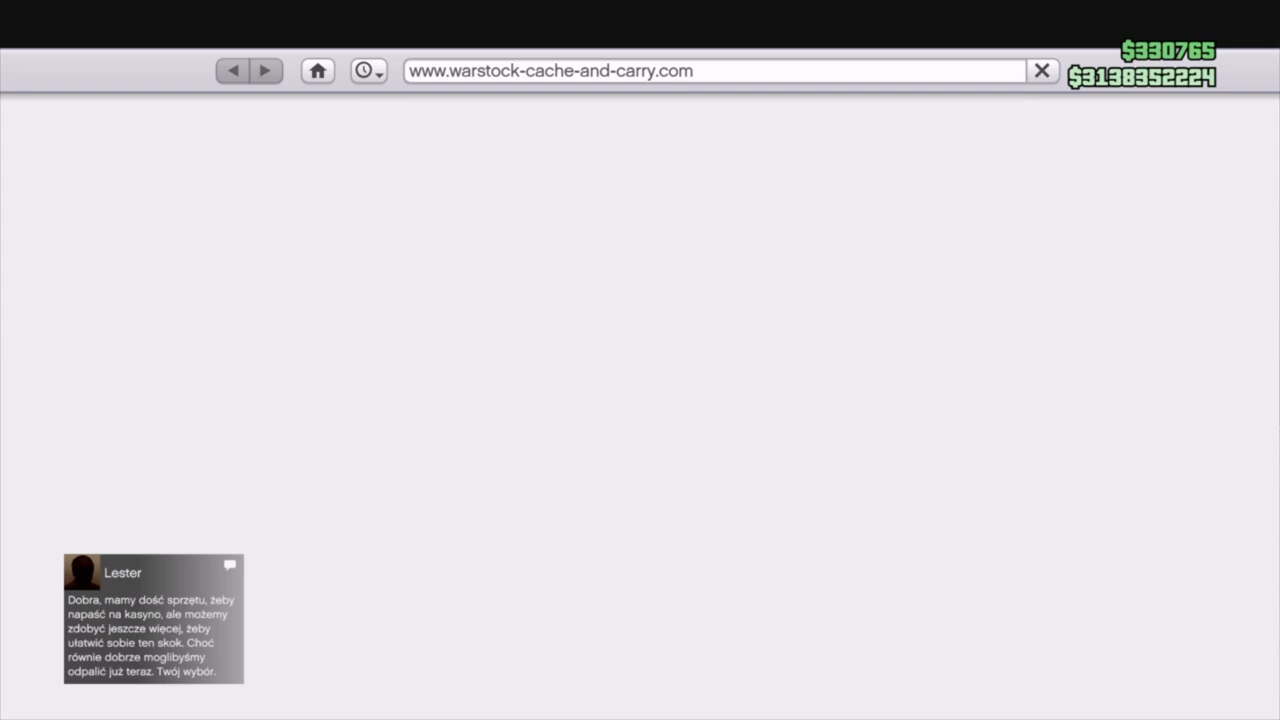 $330765
www.warstock-cache-and-carry.com
$3138352224
Lester
Dobra, mamy dość sprzętu, żeby
napaść na kasyno, ale możemy
zdobyć jeszcze więcej, żeby
ułatwić sobie ten skok. Choć
równie dobrze moglibyśmy
odpalić już teraz. Twój wybór.